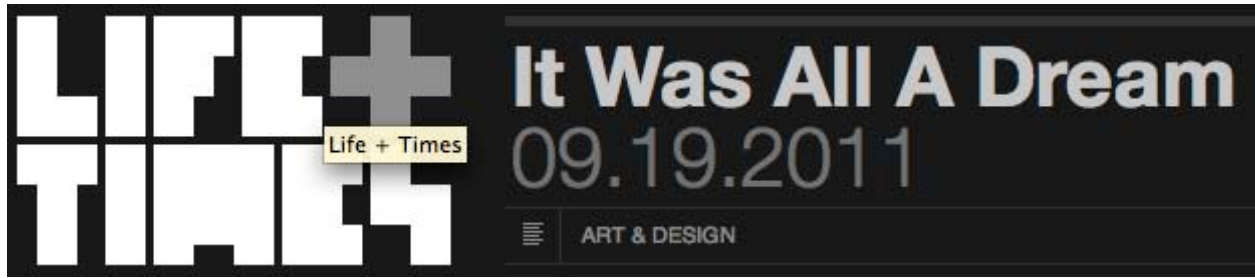 LIFE+
TIMES
Life + Times
It Was All A Dream
09.19.2011
ART & DESIGN